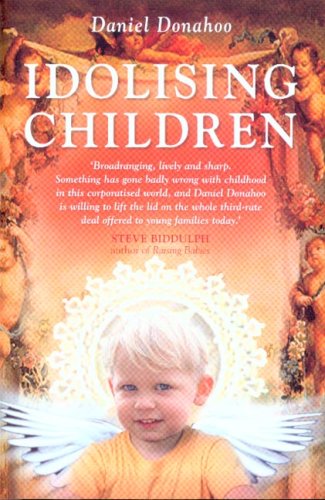 Daniel Donahoo
IDOLISING
CHILDREN
'Broadranging, lively and sharp.
Something has gone badly wrong with childhood
in this corporatised world, and Daniel Donahoo
is willing to lift the lid on the whole third-rate
deal offered to young families today.'
STEVE BIDDULPH
author of Raising Babies